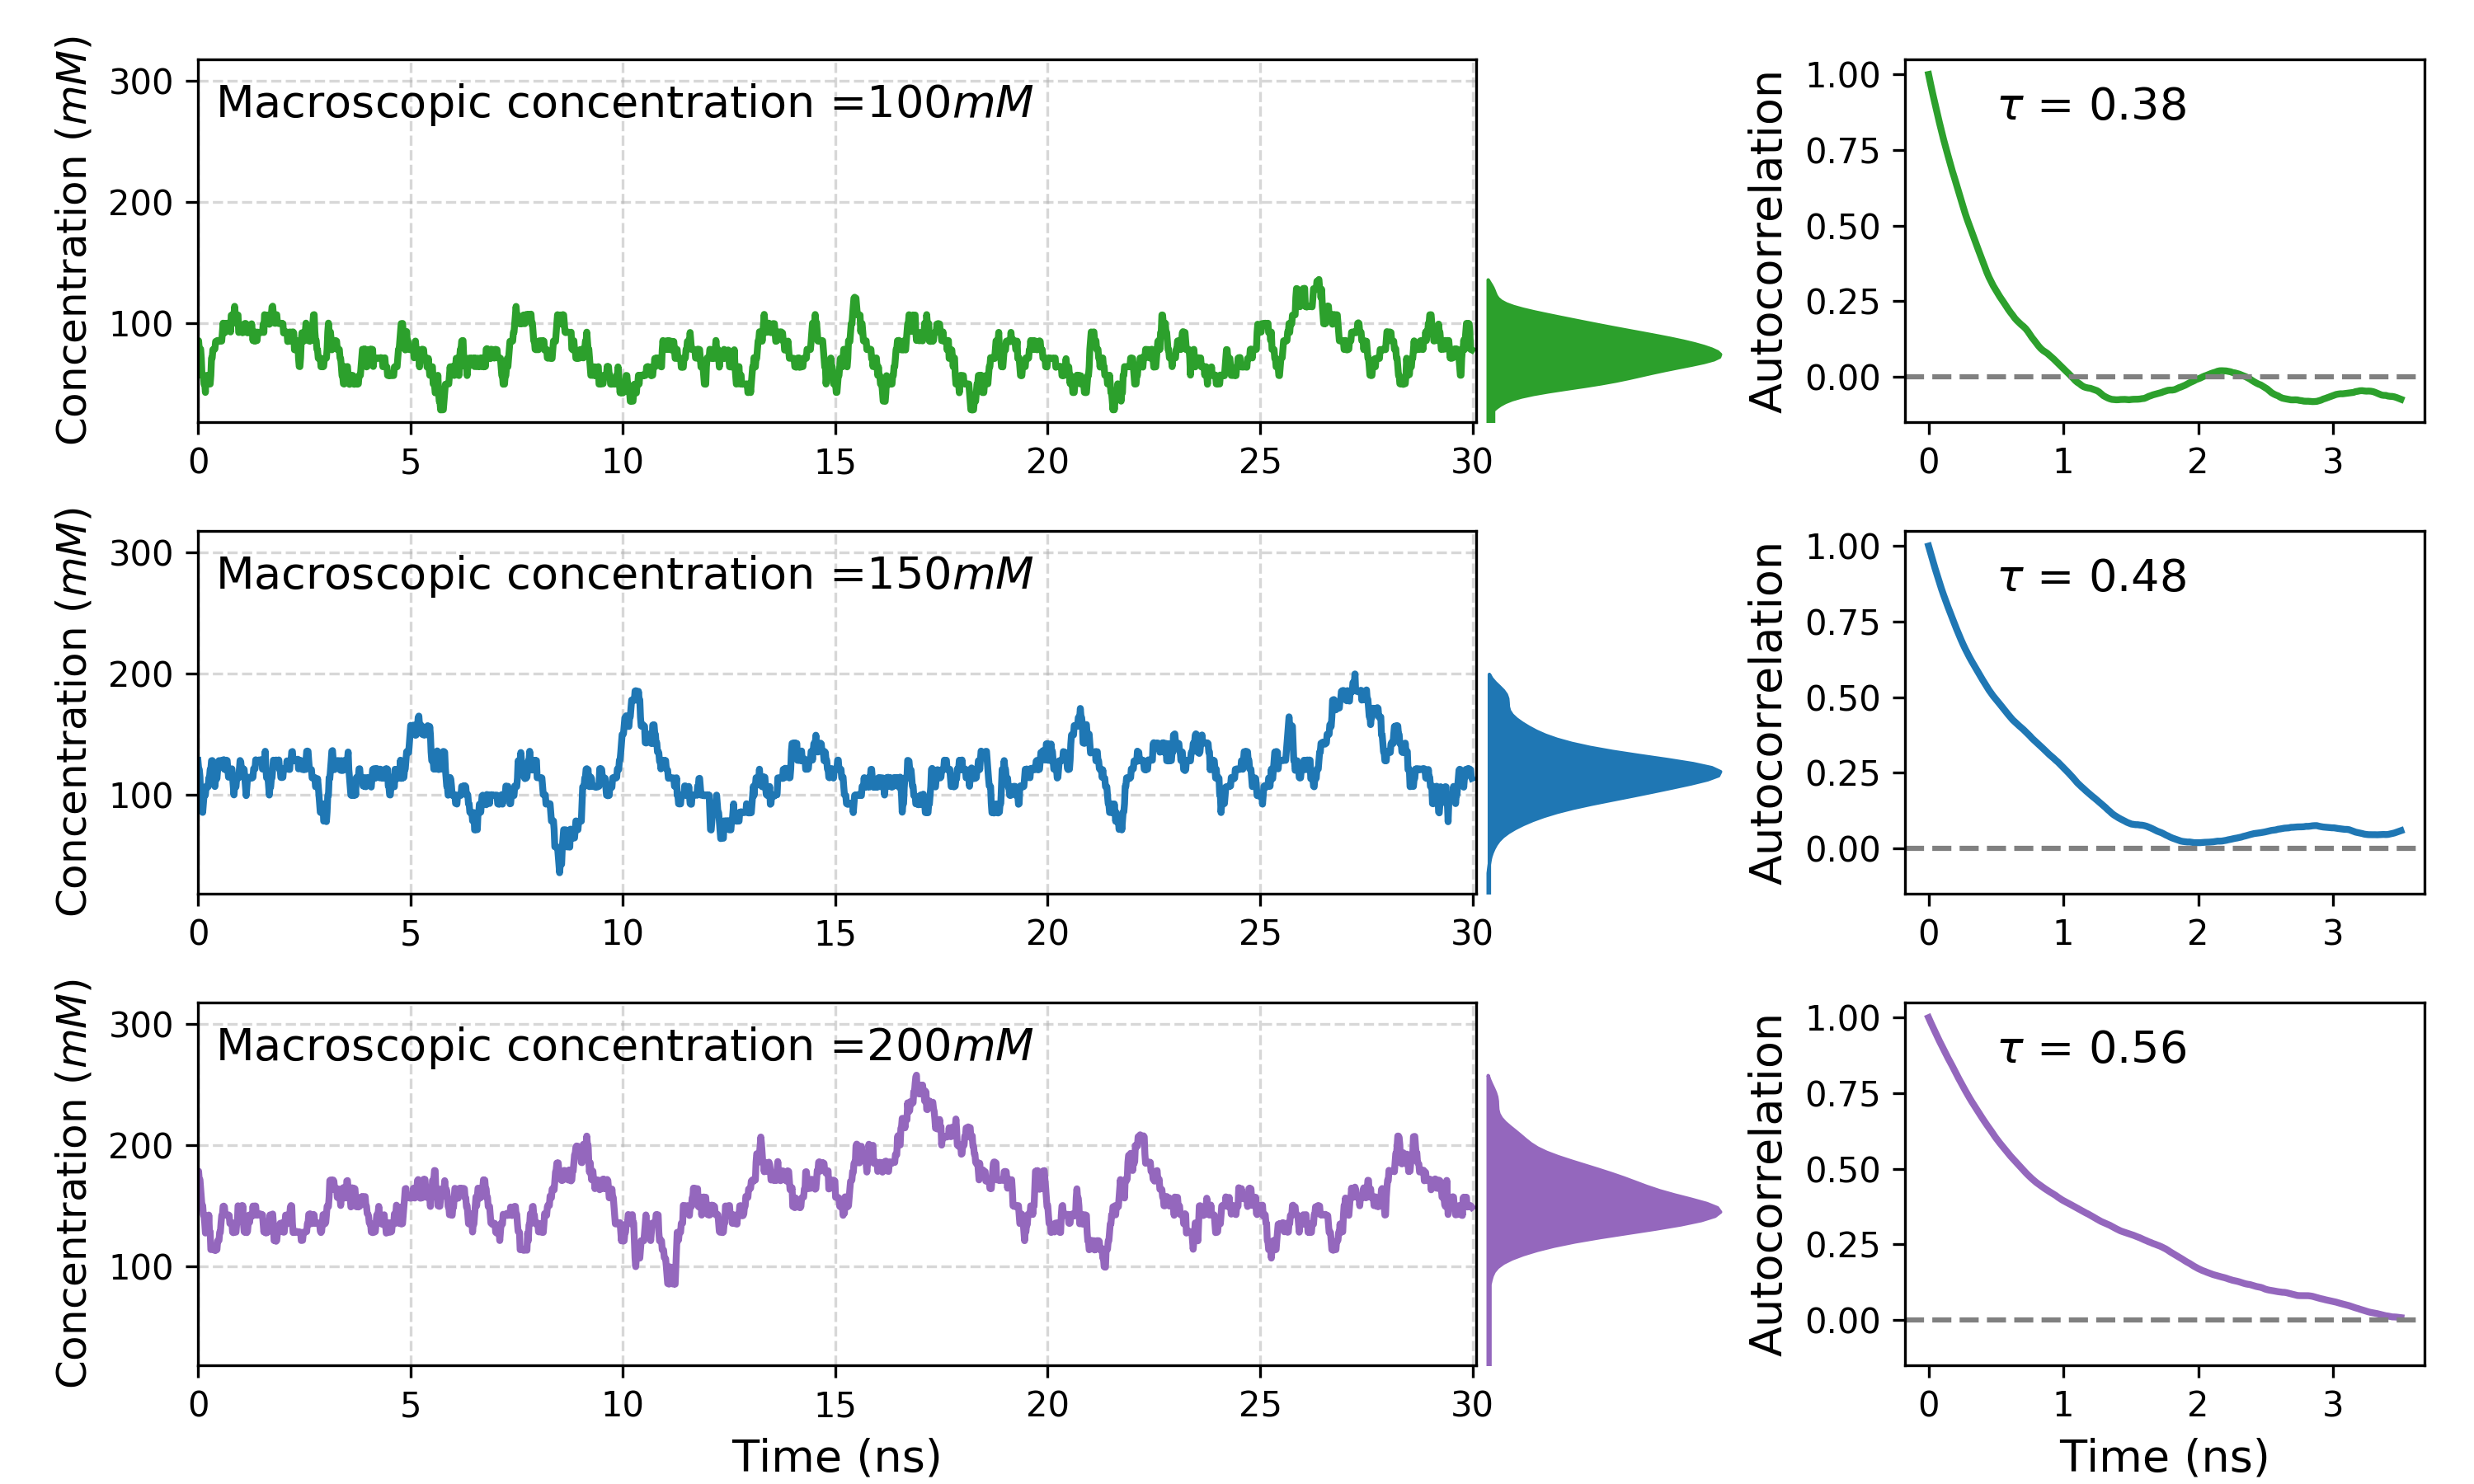 Concentration (mM)
300
200
100
Macroscopic concentration =100mM
0 5 10 15 20 25 30
Autocorrelation
1.00
0.75
0.50
0.25
0.00
τ = 0.38
0 1 2 3
Concentration (mM)
300
200
100
Macroscopic concentration =150mM
0 5 10 15 20 25 30
Autocorrelation
1.00
0.75
0.50
0.25
0.00
τ = 0.48
0 1 2 3
Concentration (mM)
300
200
100
Macroscopic concentration =200mM
0 5 10 15 20 25 30
Time (ns)
Autocorrelation
1.00
0.75
0.50
0.25
0.00
τ = 0.56
0 1 2 3
Time (ns)